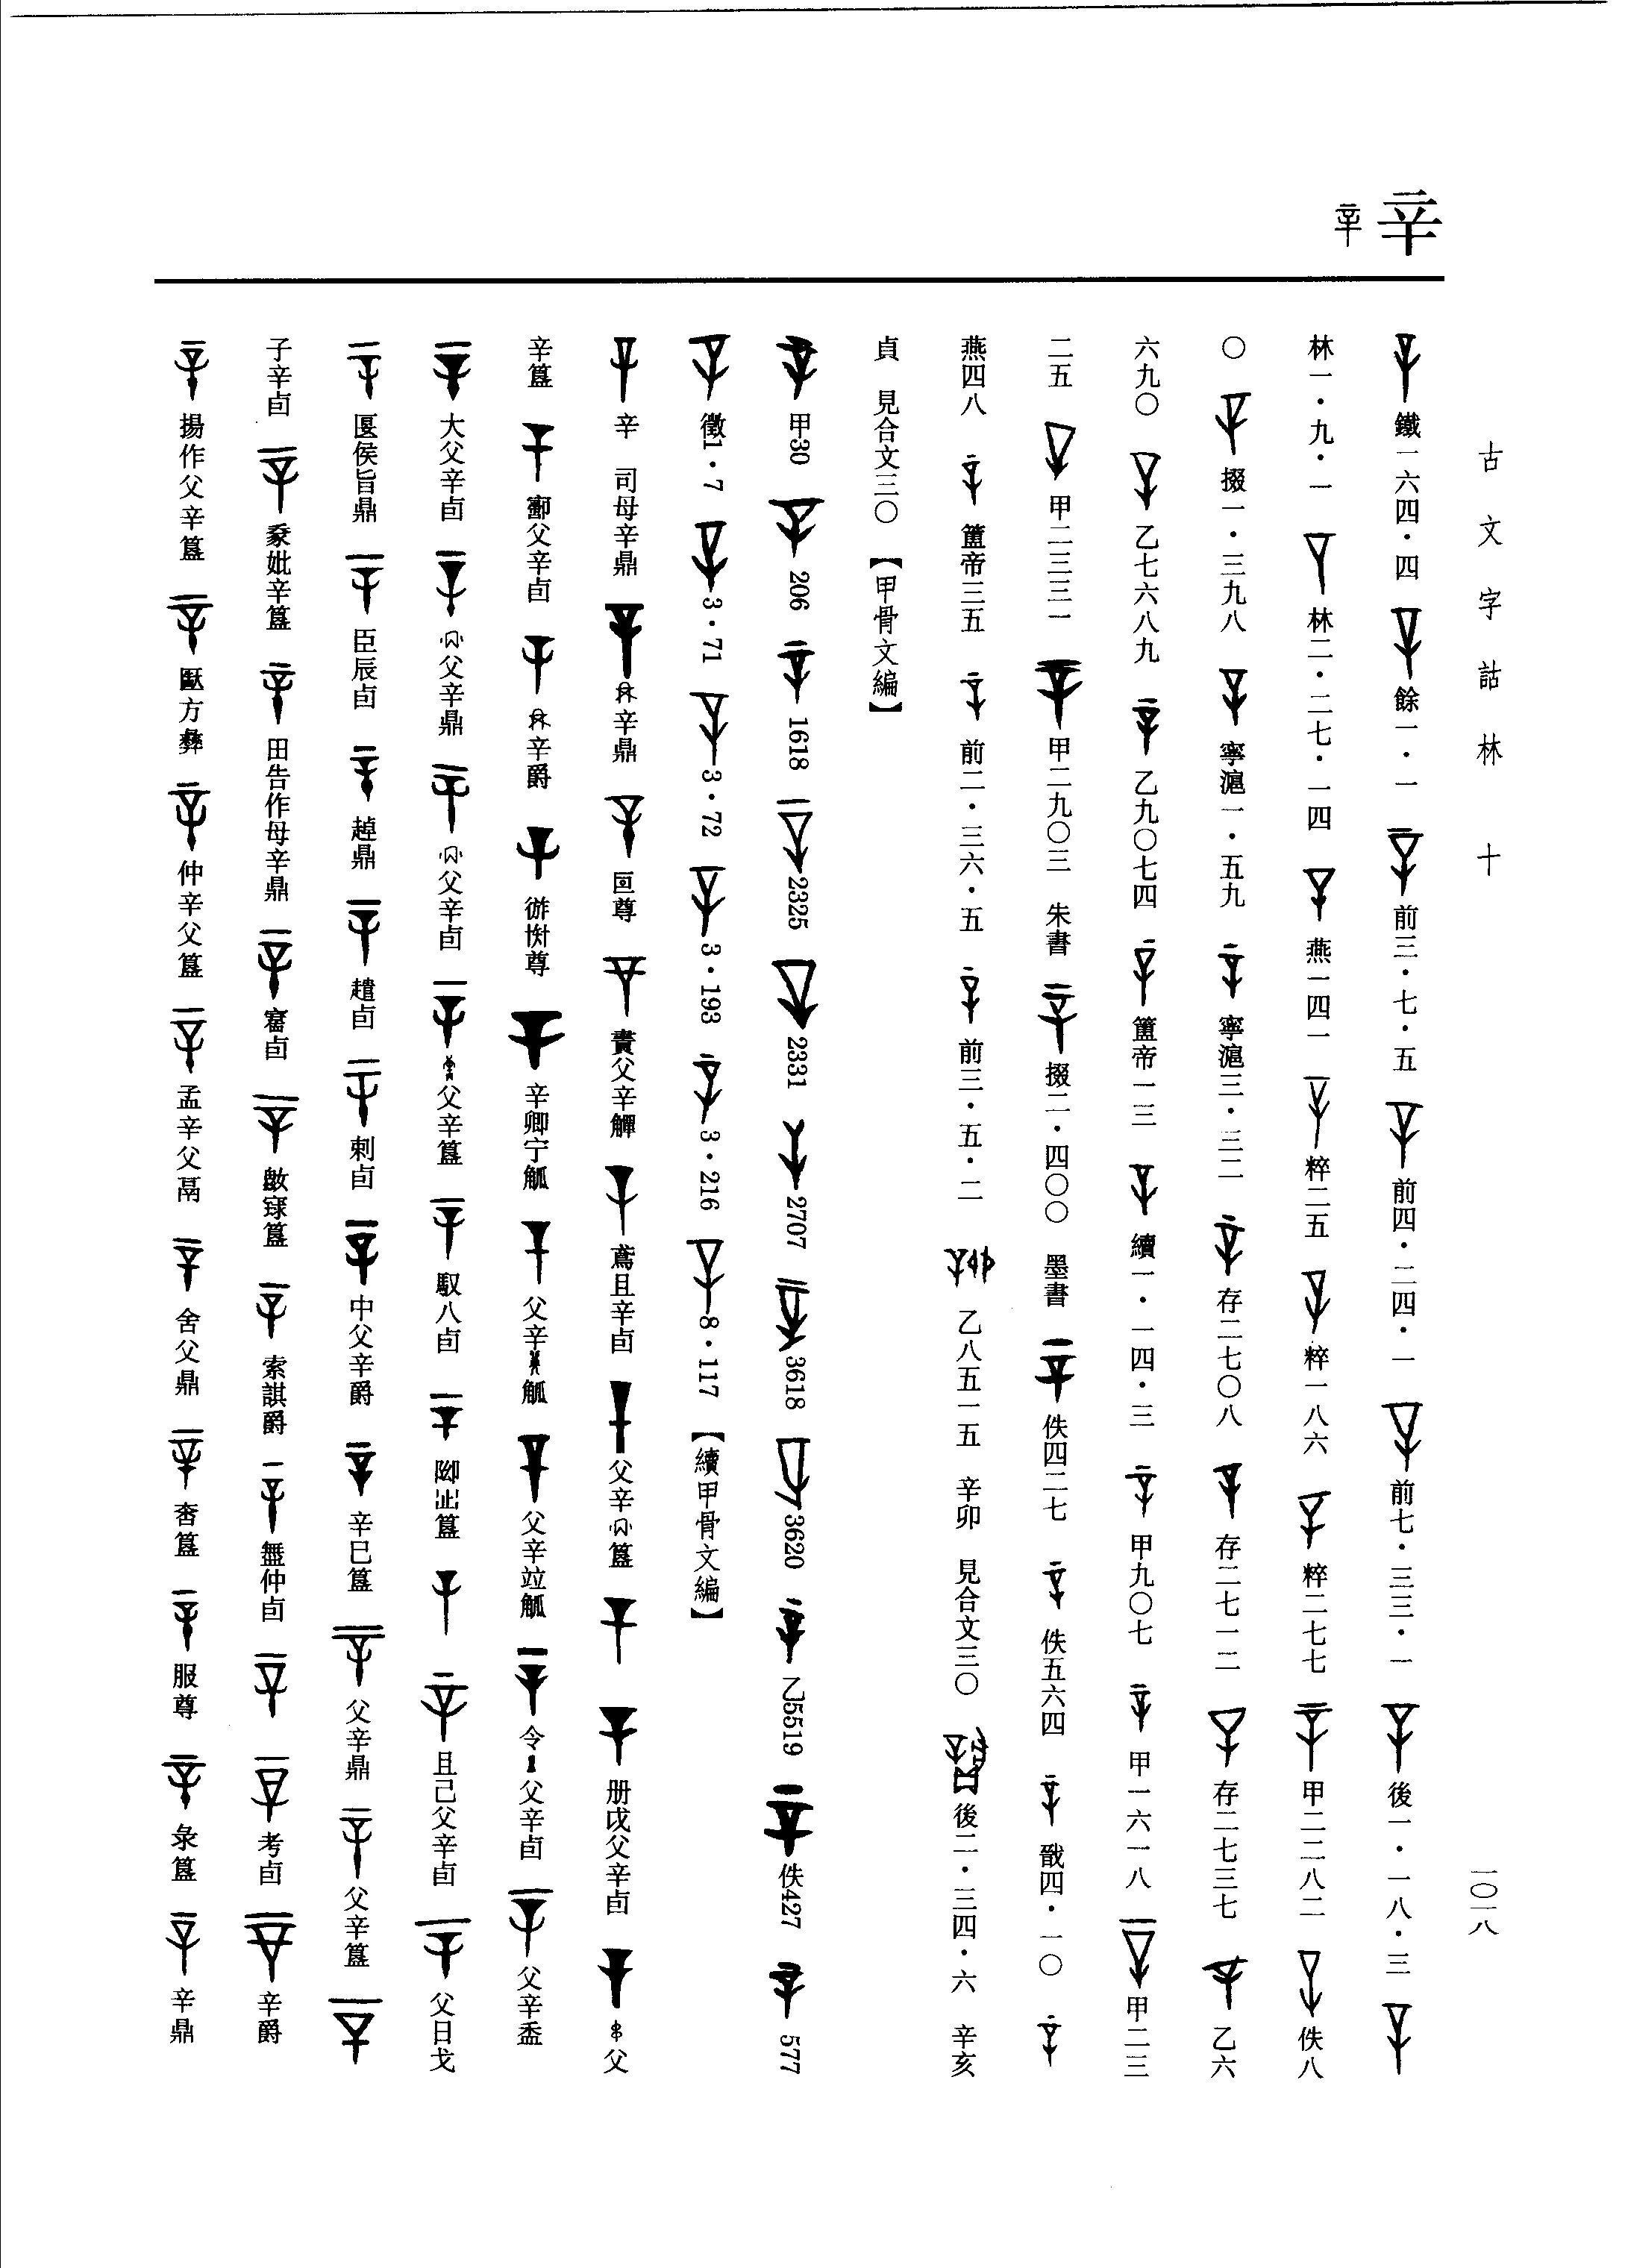 古文字詁林 十
一〇一八
辛
鐵一六四・四 餘一・一 前三・七・五 前四・二四・一 前七・三三・一 後一・一八・三
林一・九・一 林二・二七・一四 燕一四一 粹二五 粹一八六 粹二七七 甲二二八二 佚八
〇 掇一・三九八 寧滬一・五九 寧滬三・三二 存二七〇八 存二七一二 存二七三七 乙六
六九〇 乙七六八九 乙九〇七四 簠帝一三 續一・一四・三 甲九〇七 甲一六一八 甲二三
二五 甲二三三一 甲二九〇三 朱書 掇二・四〇〇 墨書 佚四二七 佚五六四 戩四・一〇
燕四八 簠帝三五 前二・三六・五 前三・五・二 乙八五一五 辛卯 見合文三〇 後二・三四・六 辛亥
貞 見合文三〇 【甲骨文編】
甲30 206 1618 2325 2331 2707 3618 3620 乙5519 佚427 577
徵1・7 3・71 3・72 3・193 3・216 8・117 【續甲骨文編】
辛 司母辛鼎 辛鼎 尊 父辛觶 鳶且辛卣 父辛 簋 册戉父辛卣 父
辛簋 父辛卣 辛爵 尊 辛卿宁觚 父辛 觚 父辛竝觚 令 父辛卣 父辛盉
大父辛卣 父辛鼎 父辛卣 父辛簋 馭八卣 簋 且己父辛卣 父日戈
匽侯旨鼎 臣辰卣 趠鼎 趞卣 剌卣 中父辛爵 辛巳簋 父辛鼎 父辛簋
子辛卣 辛簋 田告作母辛鼎 卣 簋 索諆爵 仲卣 考卣 辛爵
揚作父辛簋 方彝 仲辛父簋 孟辛父鬲 舍父鼎 簋 服尊 彔簋 辛鼎